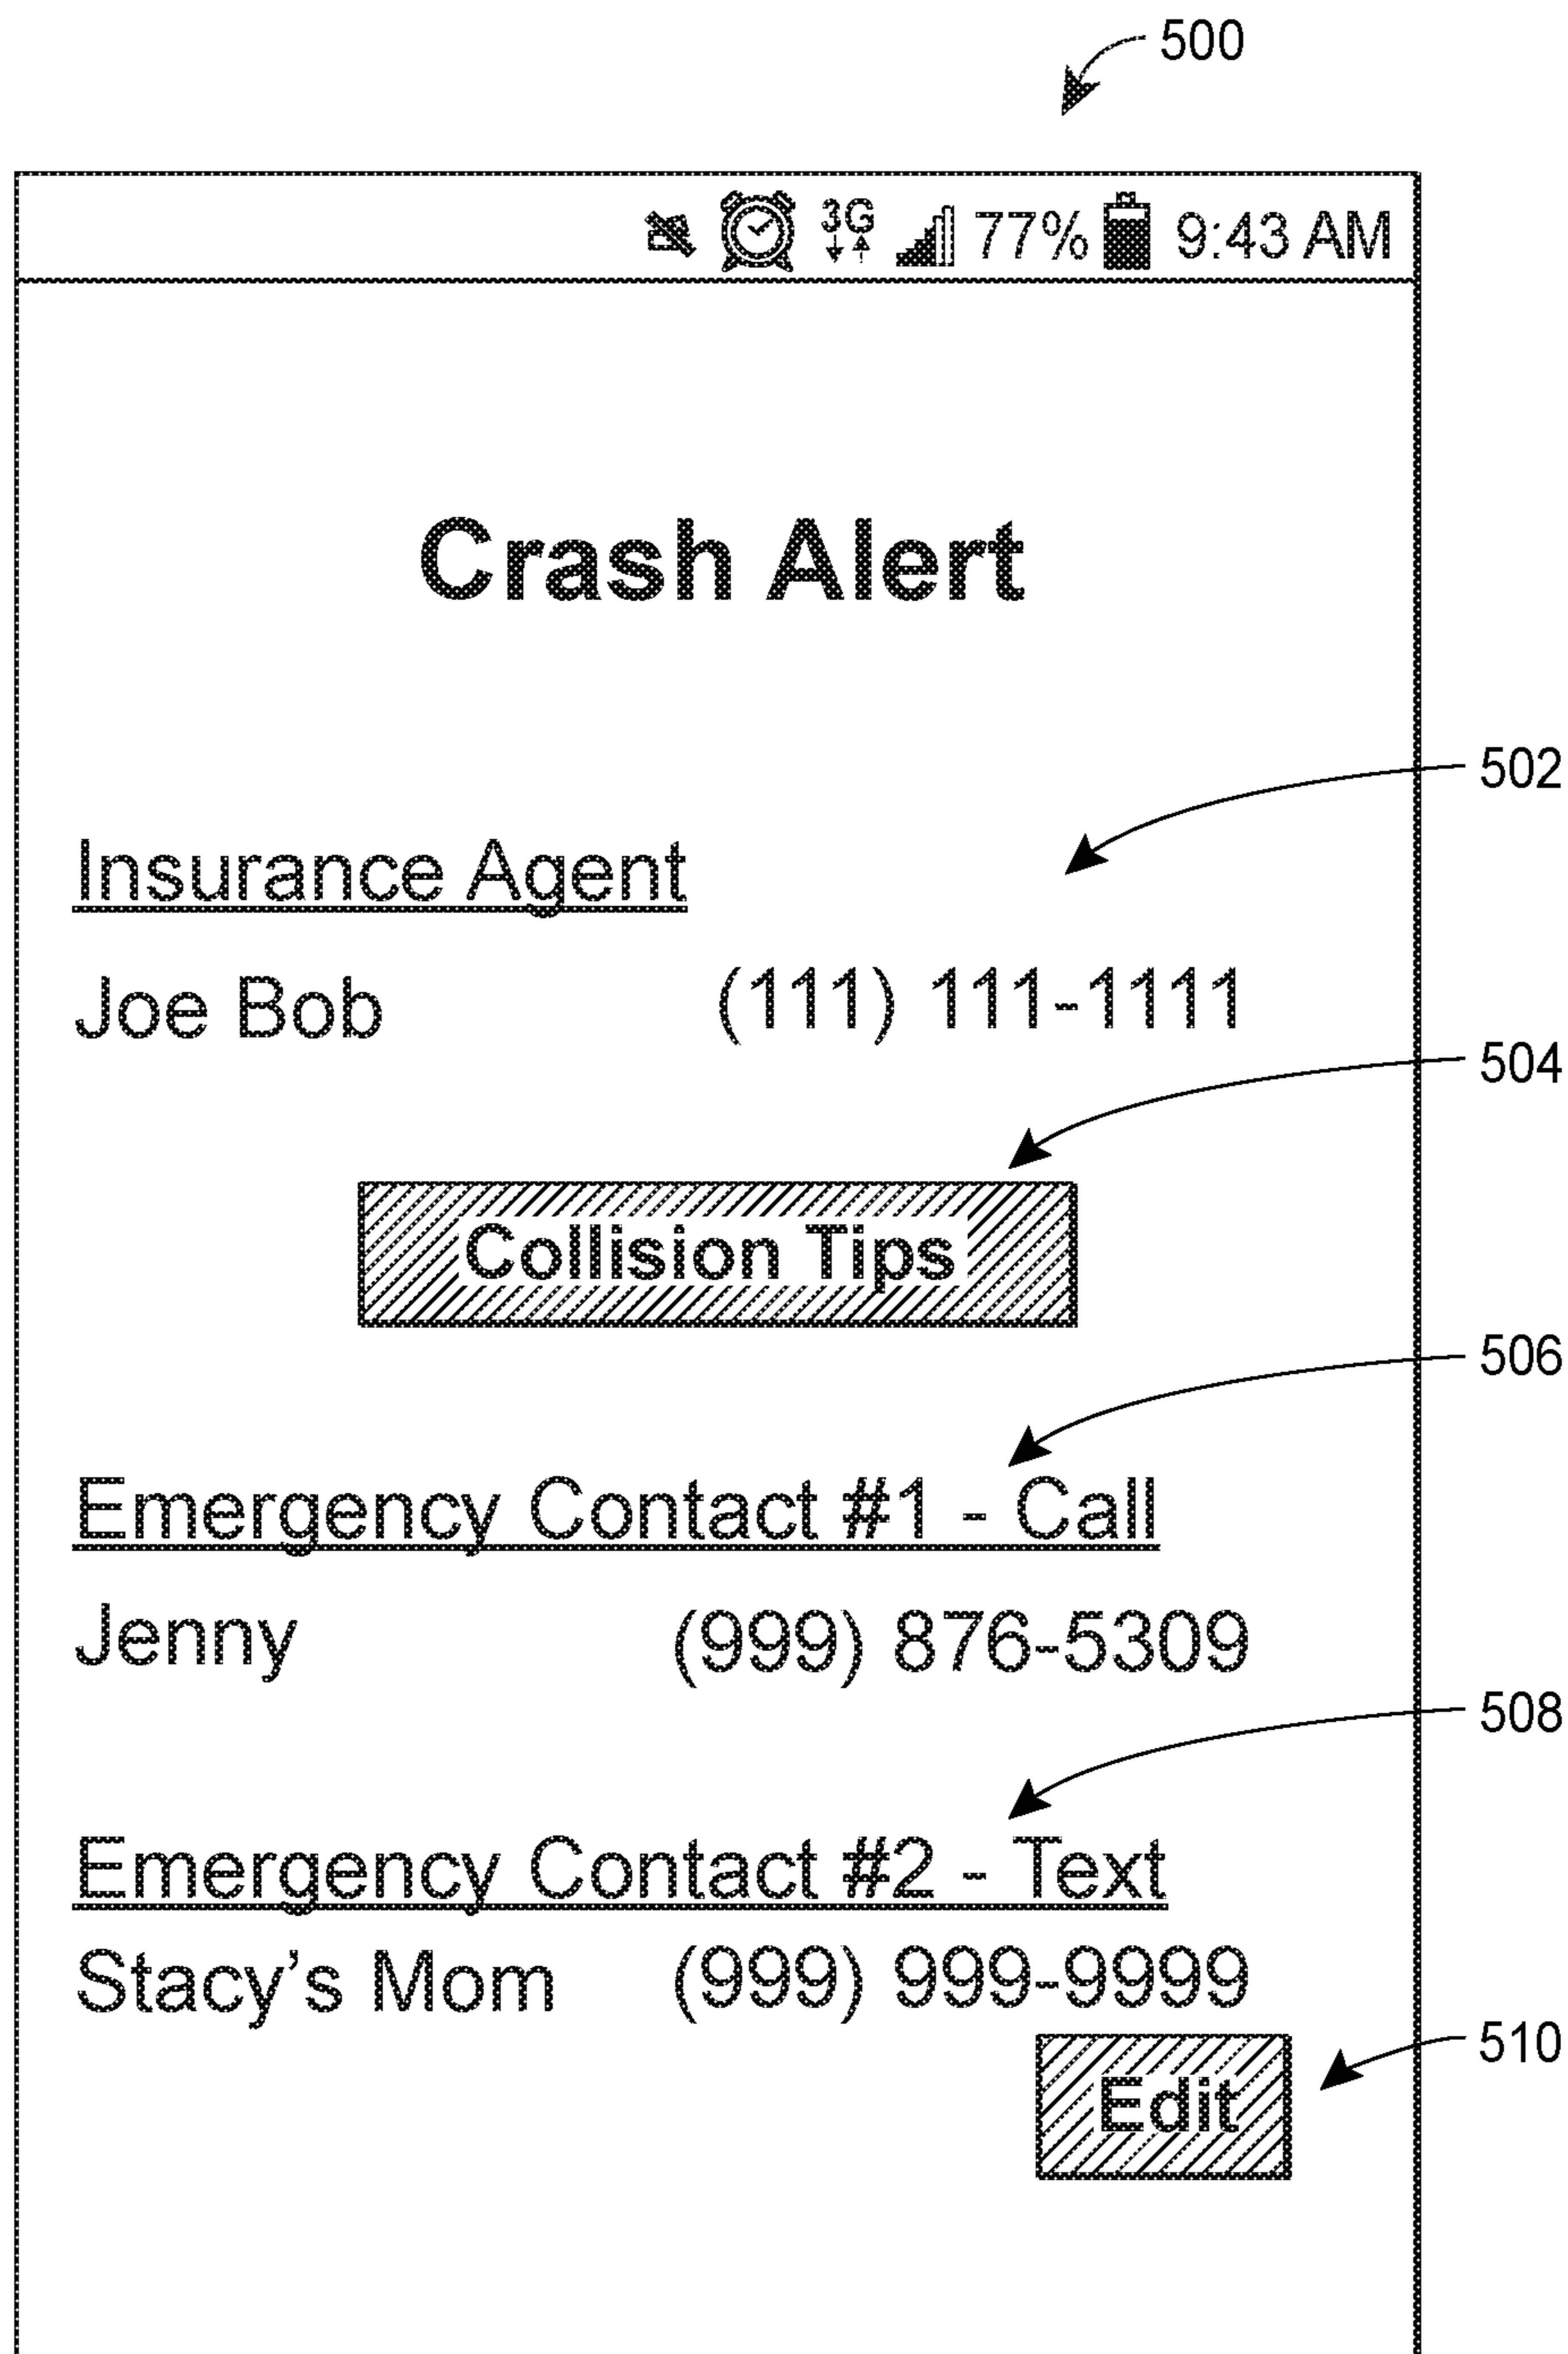 500
3G 77% 9:43 AM
Crash Alert
502
Insurance Agent
Joe Bob (111) 111-1111
504
Collision Tips
506
Emergency Contact #1 - Call
Jenny (999) 876-5309
508
Emergency Contact #2 - Text
Stacy’s Mom (999) 999-9999
510
Edit